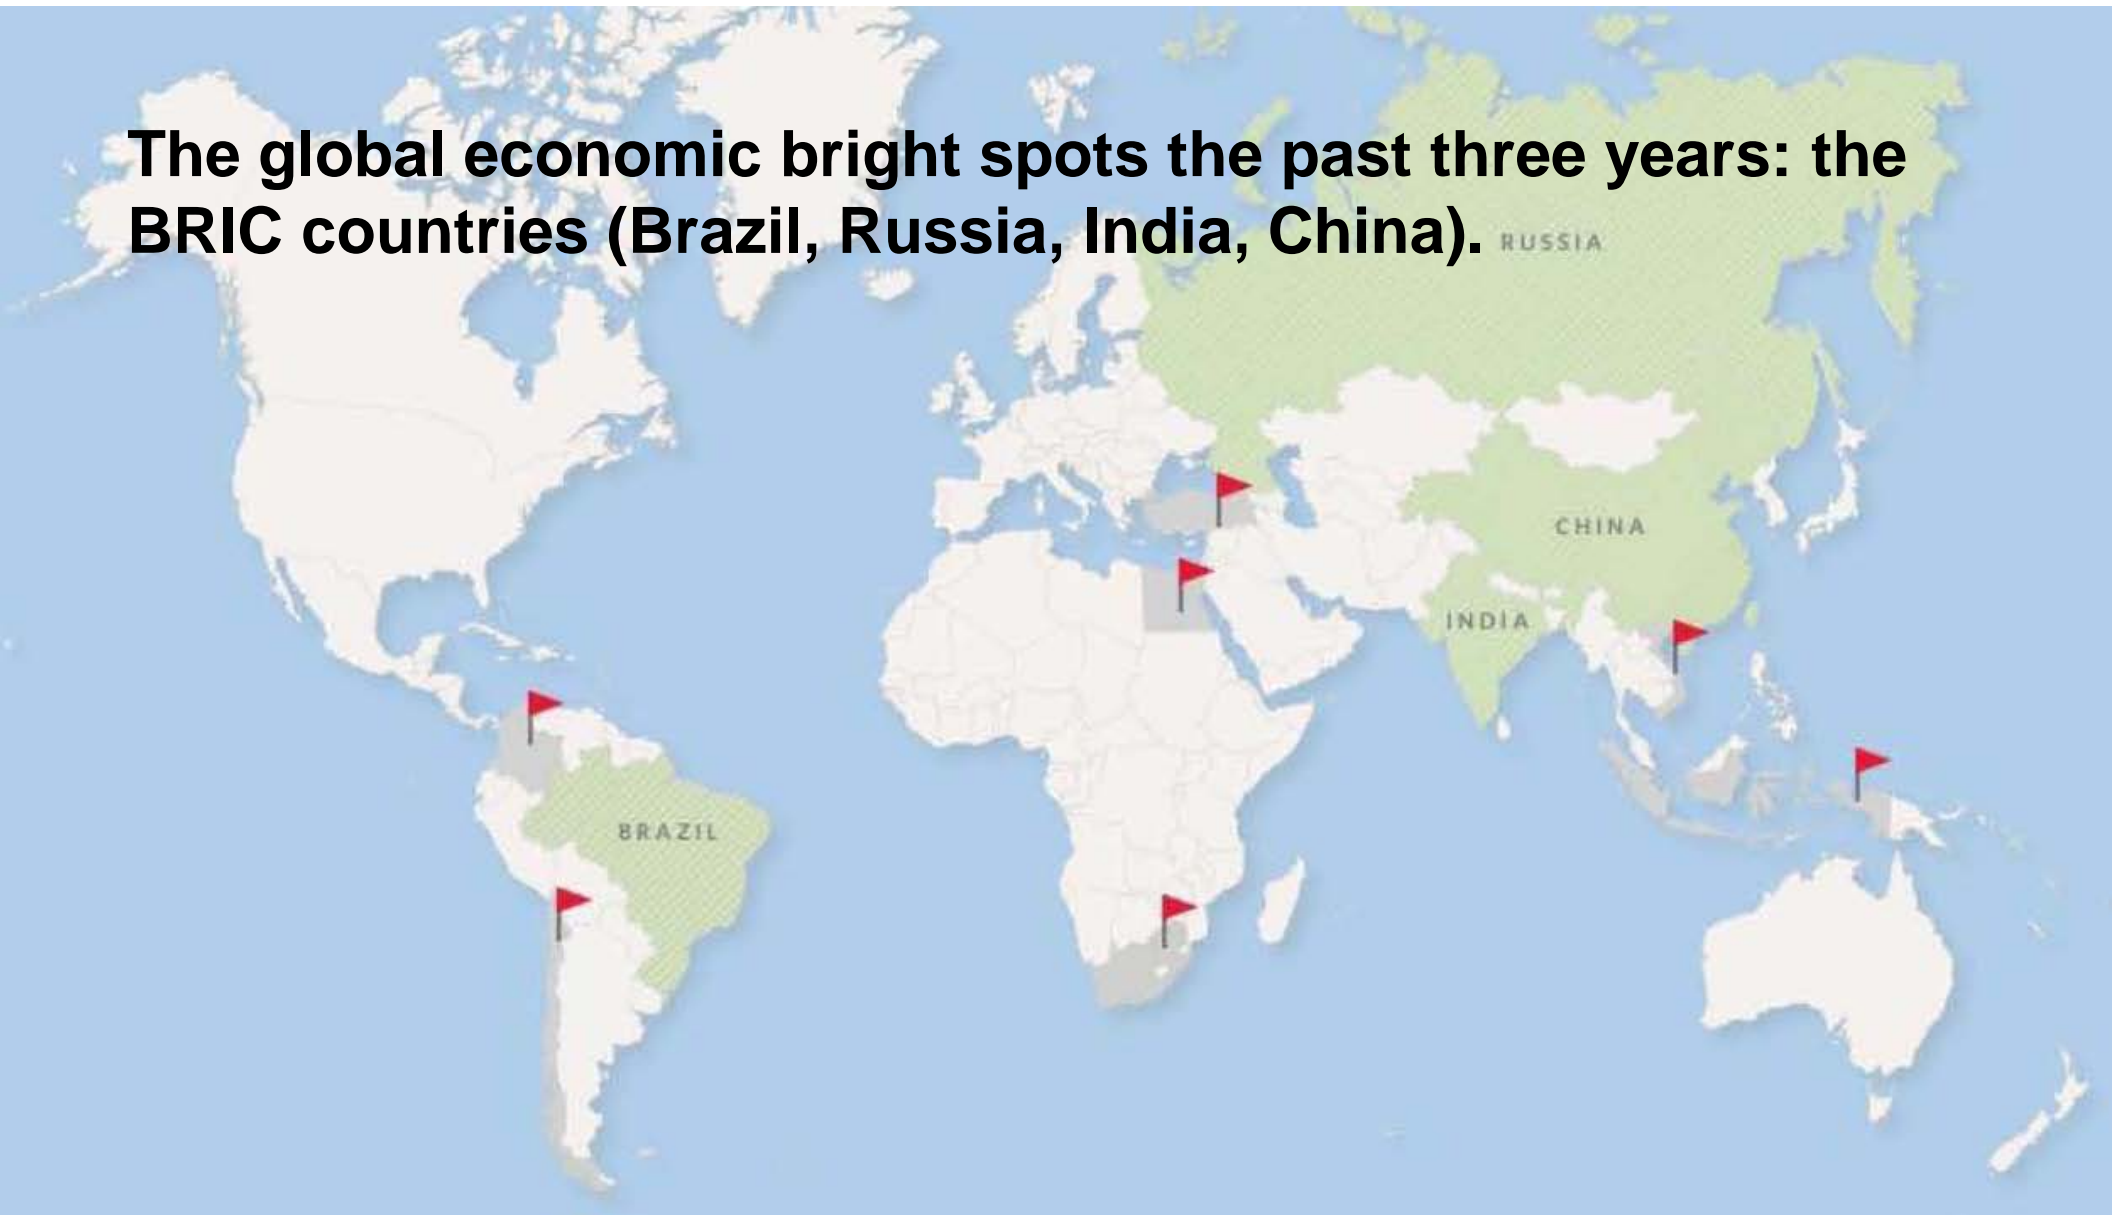 The global economic bright spots the past three years: the
BRIC countries (Brazil, Russia, India, China).
RUSSIA
CHINA
INDIA
BRAZIL